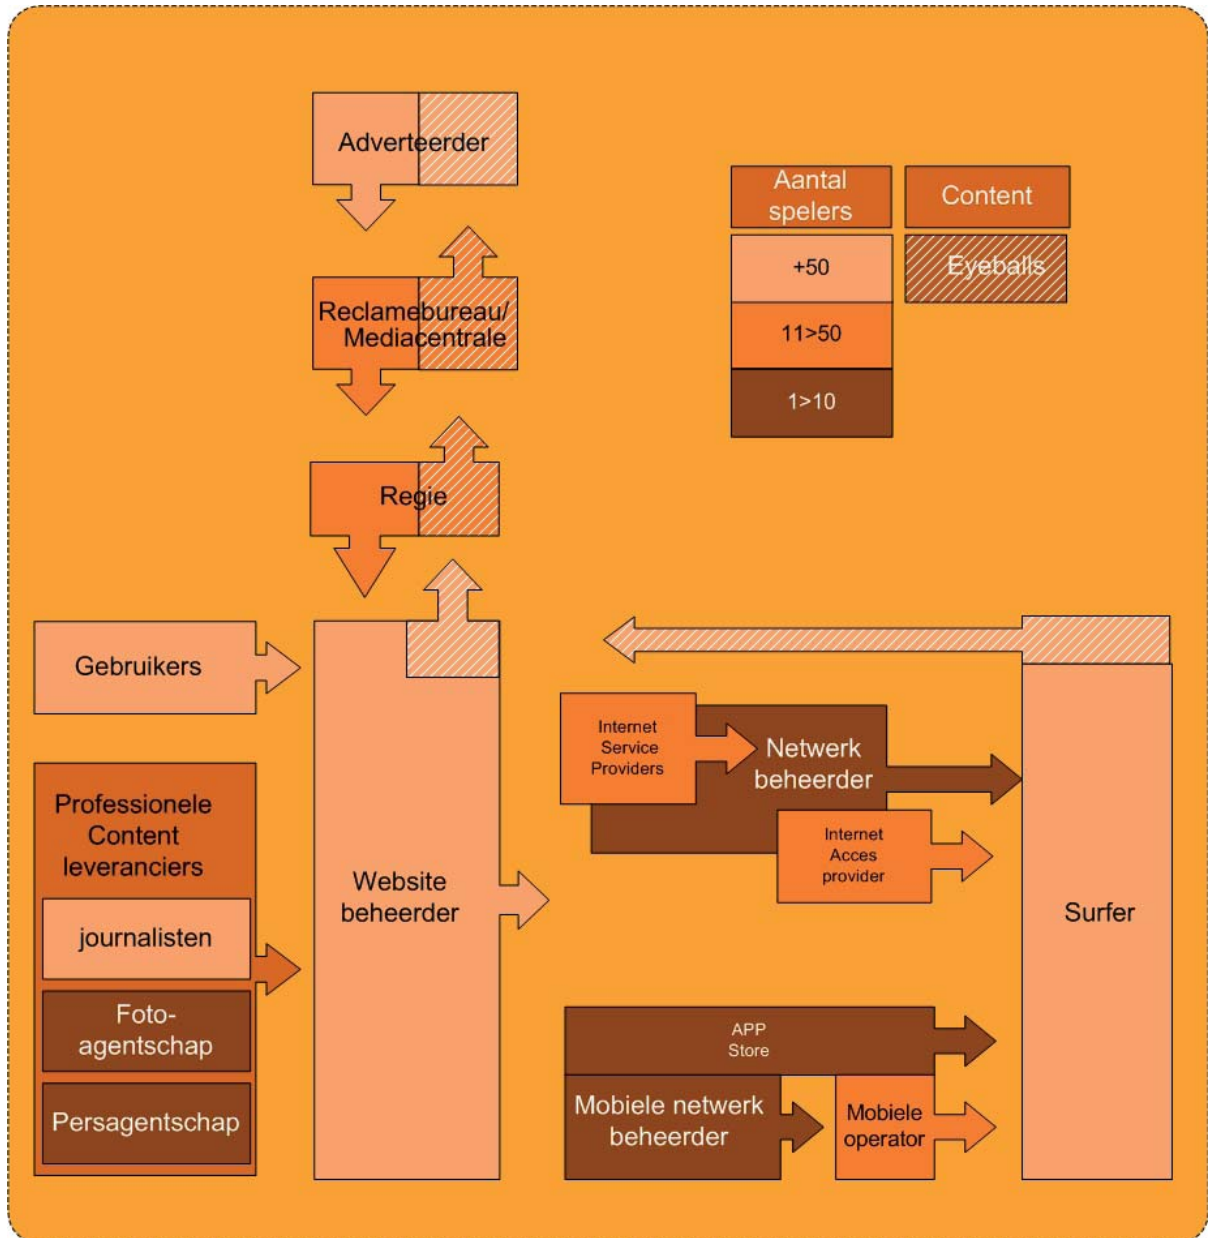 Adverteerder
Reclamebureau/
Mediacentrale
Regie
Aantal
spelers
Content
+50
Eyeballs
11>50
1>10
Gebruikers
Professionele
Content
leveranciers
journalisten
Foto-
agentschap
Persagentschap
Website
beheerder
Internet
Service
Providers
Netwerk
beheerder
Internet
Acces
provider
Surfer
APP
Store
Mobiele netwerk
beheerder
Mobiele
operator